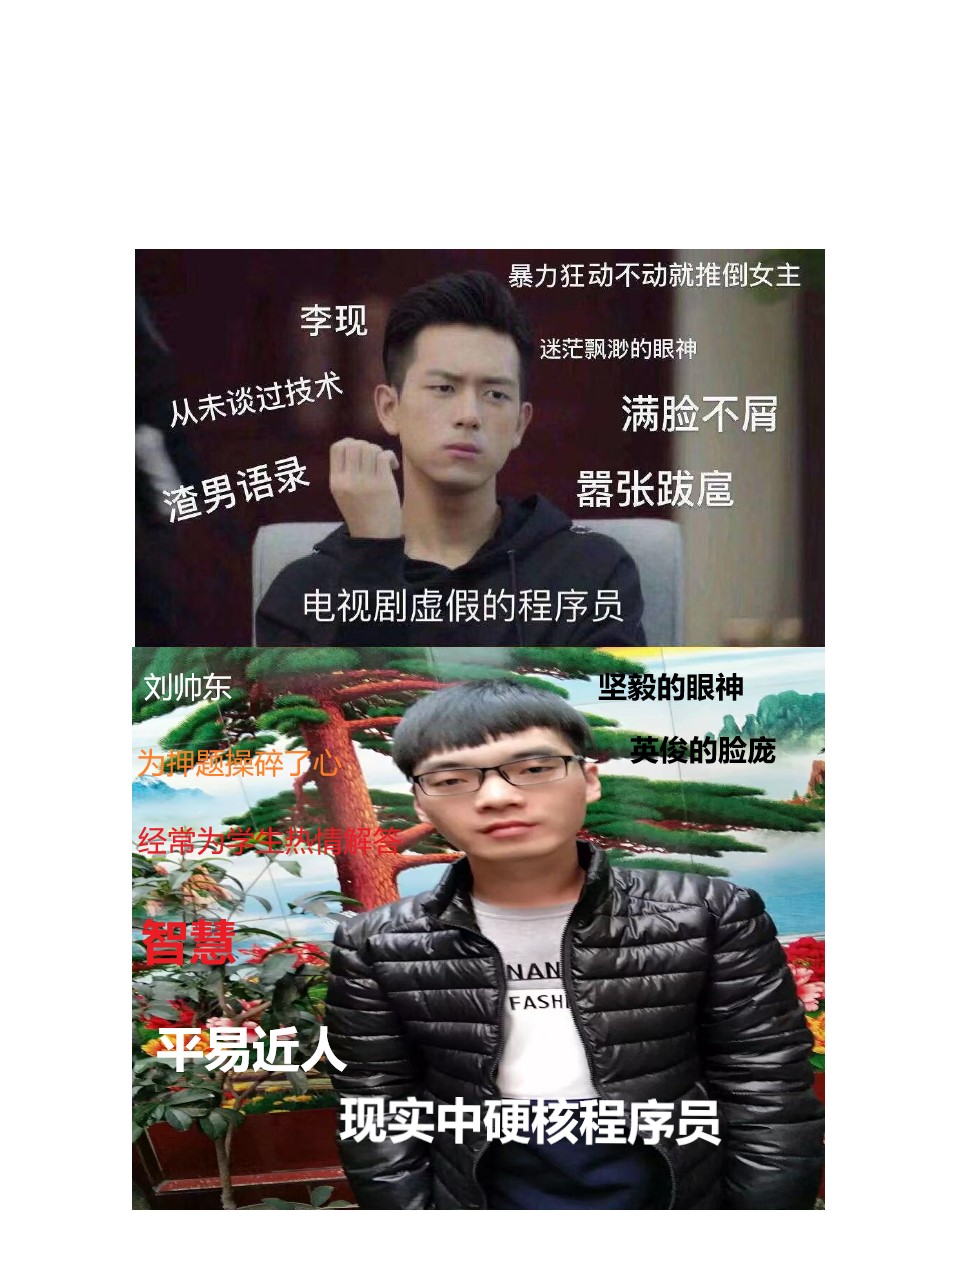 暴力狂动不动就推倒女主
李现
迷茫飘渺的眼神
从未谈过技术
满脸不屑
渣男语录
嚣张跋扈
电视剧虚假的程序员
刘帅东
坚毅的眼神
英俊的脸庞
为押题操碎了心
经常为学生热情解答
智慧
NAN
FASHI
平易近人
现实中硬核程序员